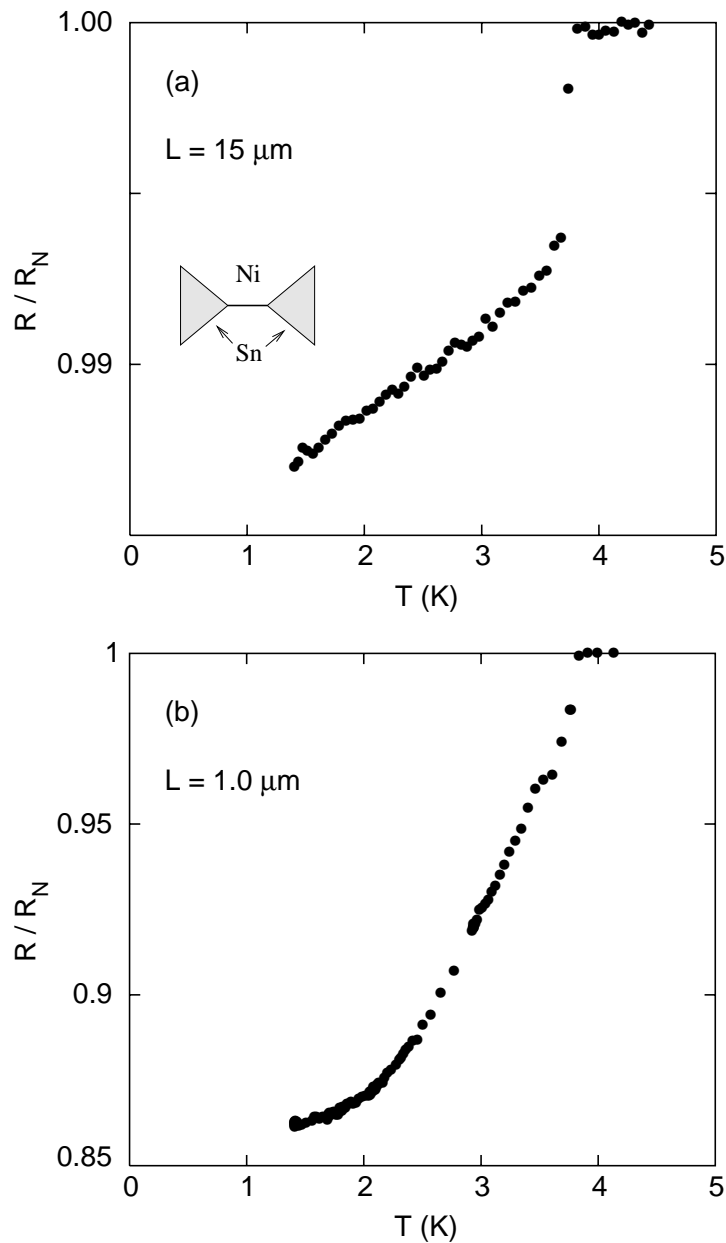 1.00
(a)
L = 15 μm
Ni
Sn
0.99
R / R_N
0 1 2 3 4 5
T (K)
1
(b)
L = 1.0 μm
0.95
0.9
0.85
R / R_N
0 1 2 3 4 5
T (K)